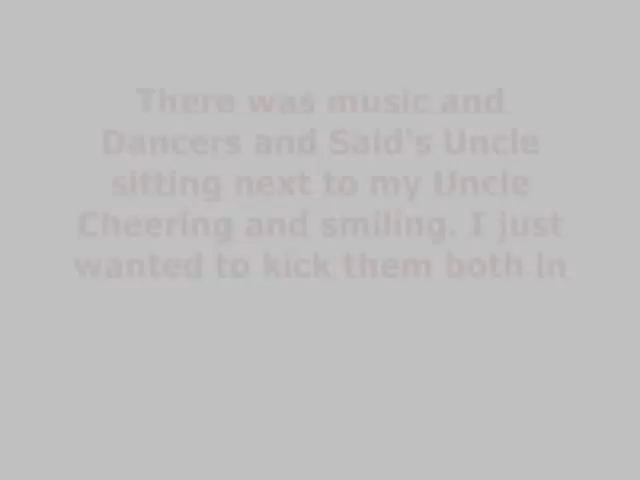 There was music and
Dancers and Said's Uncle
sitting next to my Uncle
Cheering and smiling. I just
wanted to kick them both in